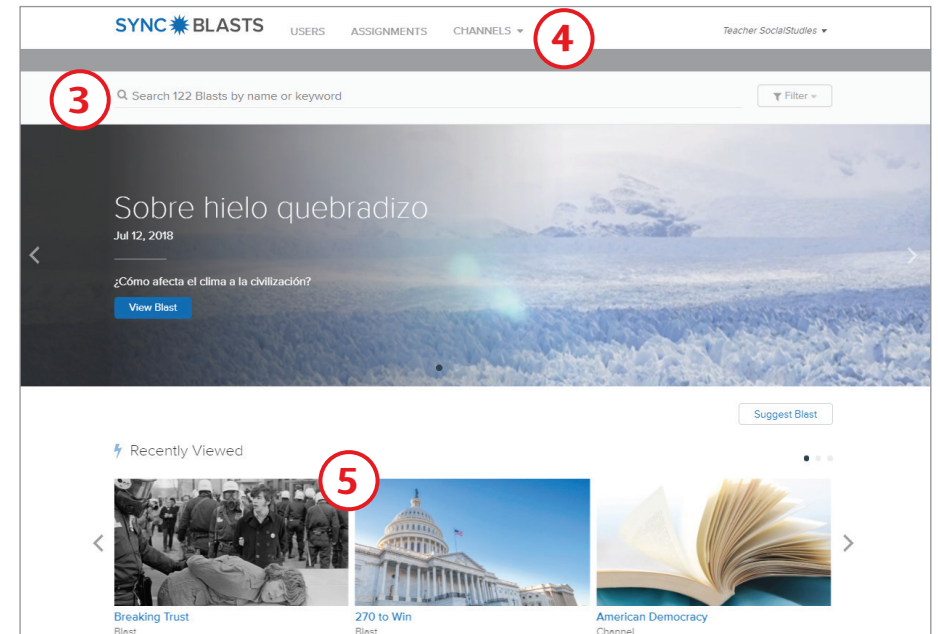 SYNC BLASTS USERS ASSIGNMENTS CHANNELS 4 Teacher SocialStudies
3 Search 122 Blasts by name or keyword Filter
Sobre hielo quebradizo
Jul 12, 2018
¿Cómo afecta el clima a la civilización?
View Blast
Suggest Blast
Recently Viewed
5
Breaking Trust 270 to Win American Democracy
Blast Blast Channel